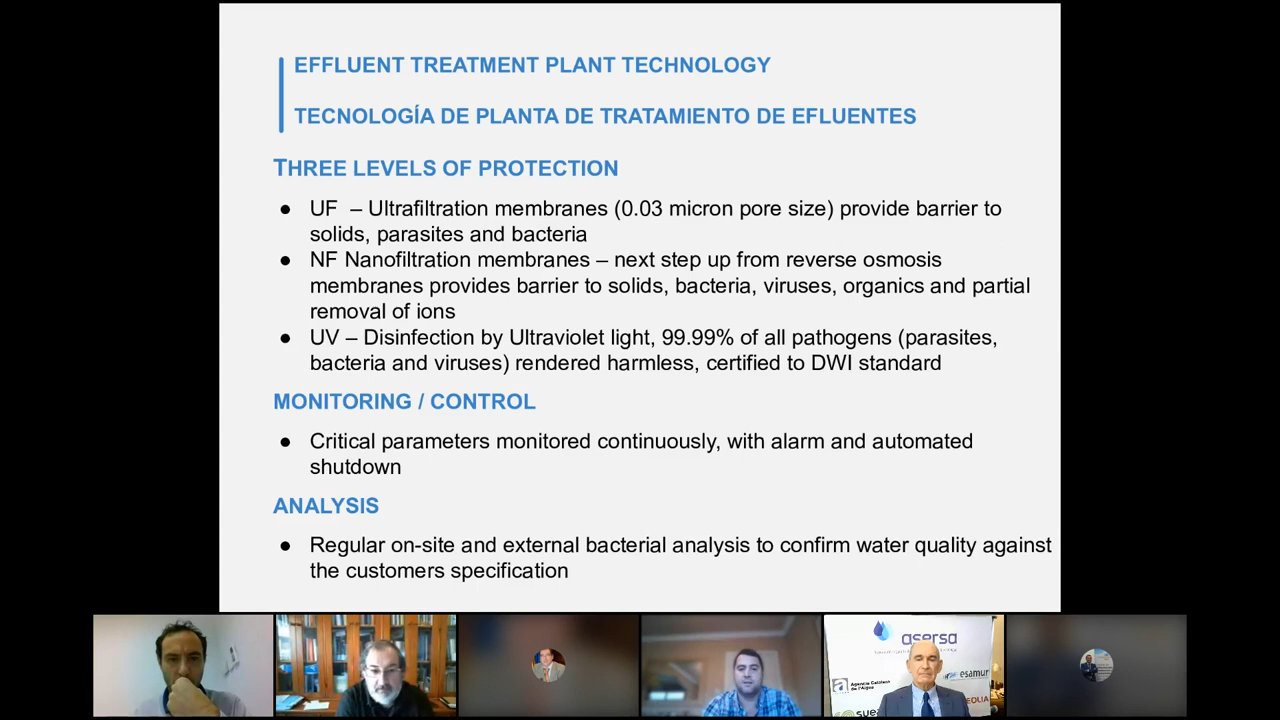 EFFLUENT TREATMENT PLANT TECHNOLOGY
TECNOLOGÍA DE PLANTA DE TRATAMIENTO DE EFLUENTES
THREE LEVELS OF PROTECTION
● UF – Ultrafiltration membranes (0.03 micron pore size) provide barrier to
solids, parasites and bacteria
● NF Nanofiltration membranes – next step up from reverse osmosis
membranes provides barrier to solids, bacteria, viruses, organics and partial
removal of ions
● UV – Disinfection by Ultraviolet light, 99.99% of all pathogens (parasites,
bacteria and viruses) rendered harmless, certified to DWI standard
MONITORING / CONTROL
● Critical parameters monitored continuously, with alarm and automated
shutdown
ANALYSIS
● Regular on-site and external bacterial analysis to confirm water quality against
the customers specification
asersa
Agència Catalana
de l'Aigua
esamur